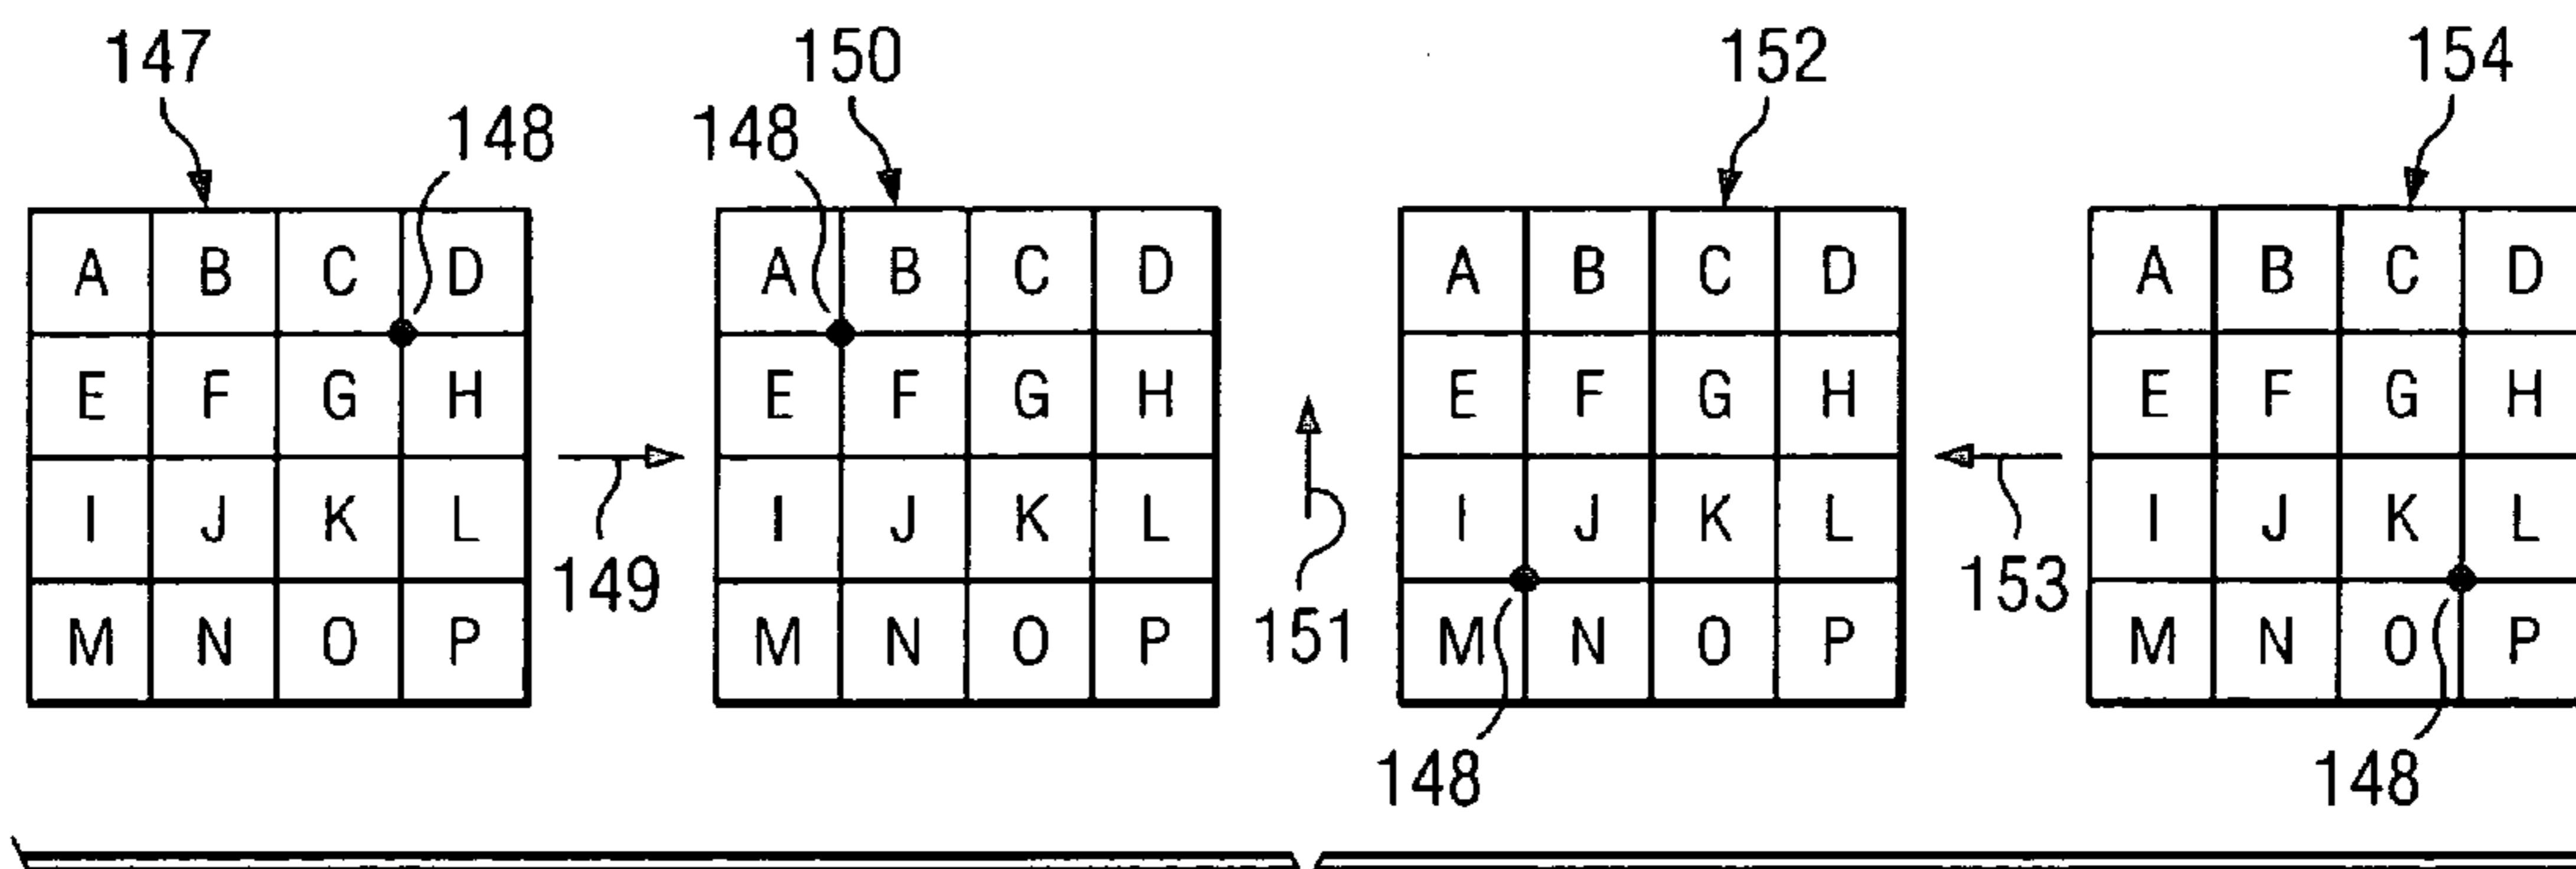 147 150 152 154
148 148
A B C D A B C D A B C D A B C D
E F G H E F G H E F G H E F G H
I J K L I J K L I J K L I J K L
149 151 153
M N O P M N O P M N O P M N O P
148 148